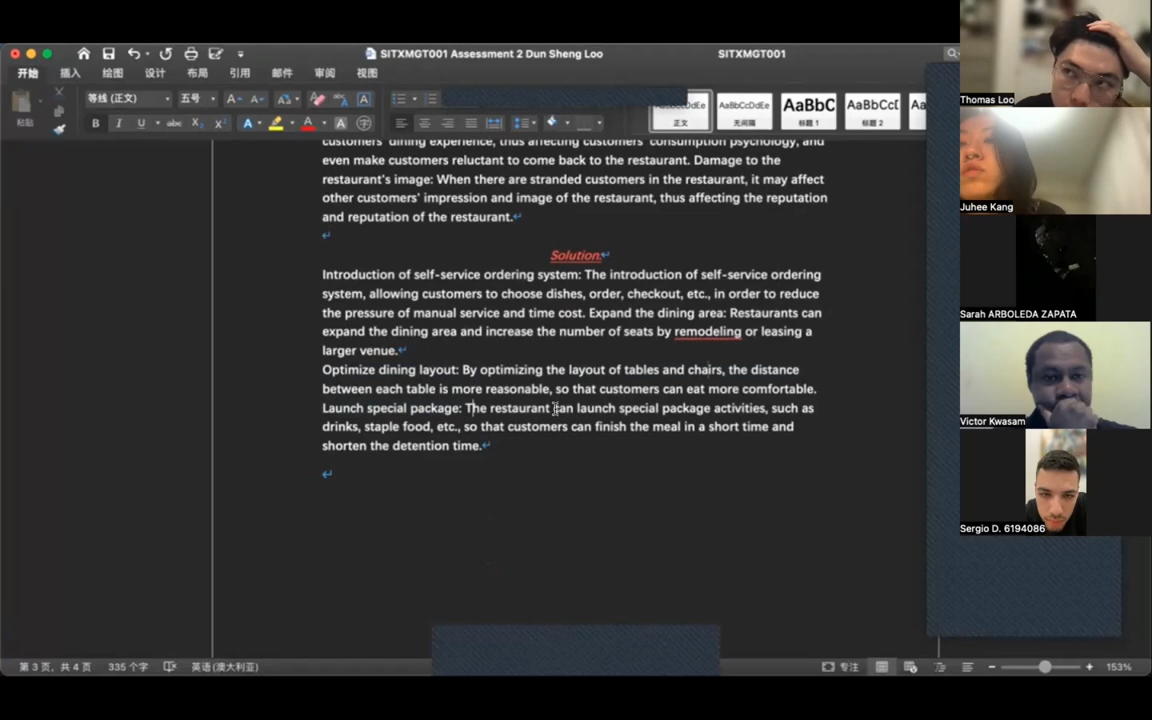 SITXMGT001 Assessment 2 Dun Sheng Loo
SITXMGT001
开始 插入 绘图 设计 布局 引用 邮件 审阅 视图
粘贴
等线 (正文) 五号
AaBbCcDdEe AaBbC AaBbCcI
正文 无间隔 标题 1 标题 2
customers' dining experience, thus affecting customers' consumption psychology, and
even make customers reluctant to come back to the restaurant. Damage to the
restaurant's image: When there are stranded customers in the restaurant, it may affect
other customers' impression and image of the restaurant, thus affecting the reputation
and reputation of the restaurant.
Solution:
Introduction of self-service ordering system: The introduction of self-service ordering
system, allowing customers to choose dishes, order, checkout, etc., in order to reduce
the pressure of manual service and time cost. Expand the dining area: Restaurants can
expand the dining area and increase the number of seats by remodeling or leasing a
larger venue.
Optimize dining layout: By optimizing the layout of tables and chairs, the distance
between each table is more reasonable, so that customers can eat more comfortable.
Launch special package: The restaurant can launch special package activities, such as
drinks, staple food, etc., so that customers can finish the meal in a short time and
shorten the detention time.
第 3 页, 共 4 页 335 个字 英语 (澳大利亚) 专注 153%
Thomas Loo
Juhee Kang
Sarah ARBOLEDA ZAPATA
Victor Kwasam
Sergio D. 6194086